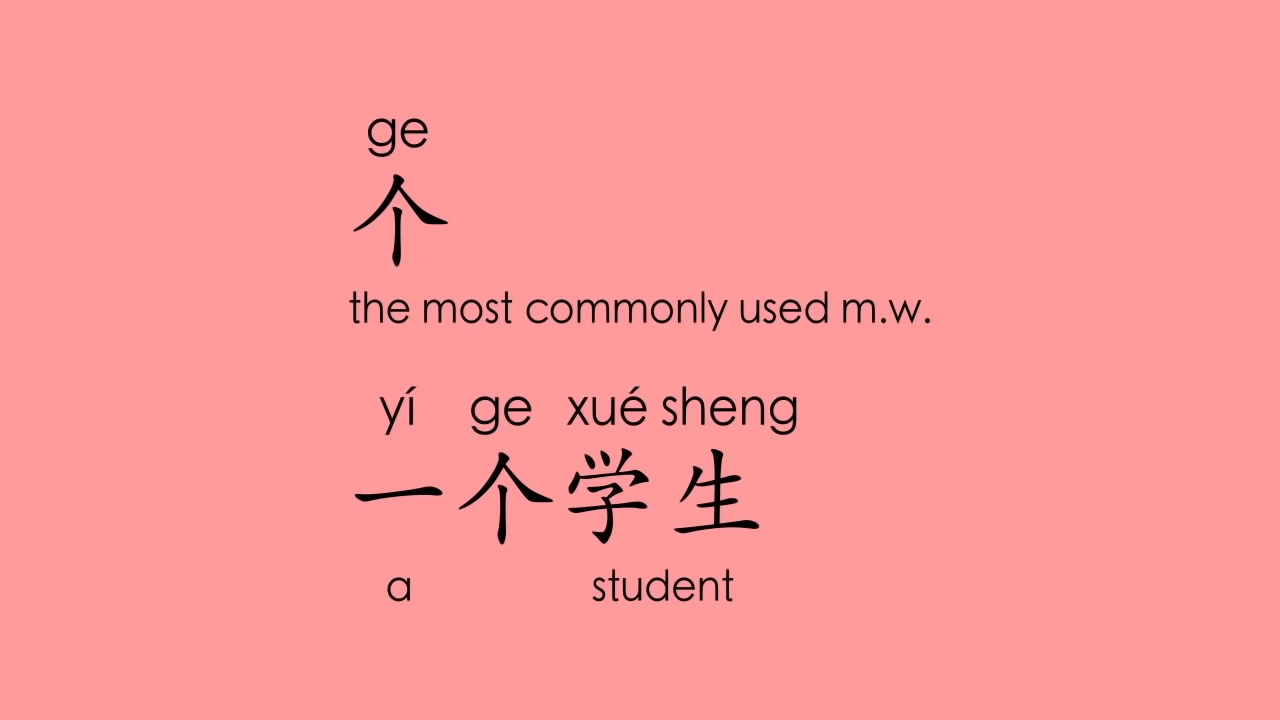 ge
个
the most commonly used m.w.
yí ge xué sheng
一个学生
a student